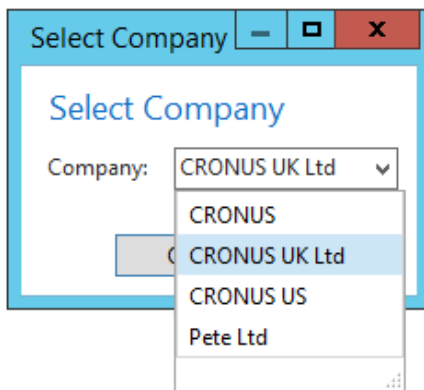 Select Company
Select Company
Company: CRONUS UK Ltd
CRONUS
CRONUS UK Ltd
CRONUS US
Pete Ltd